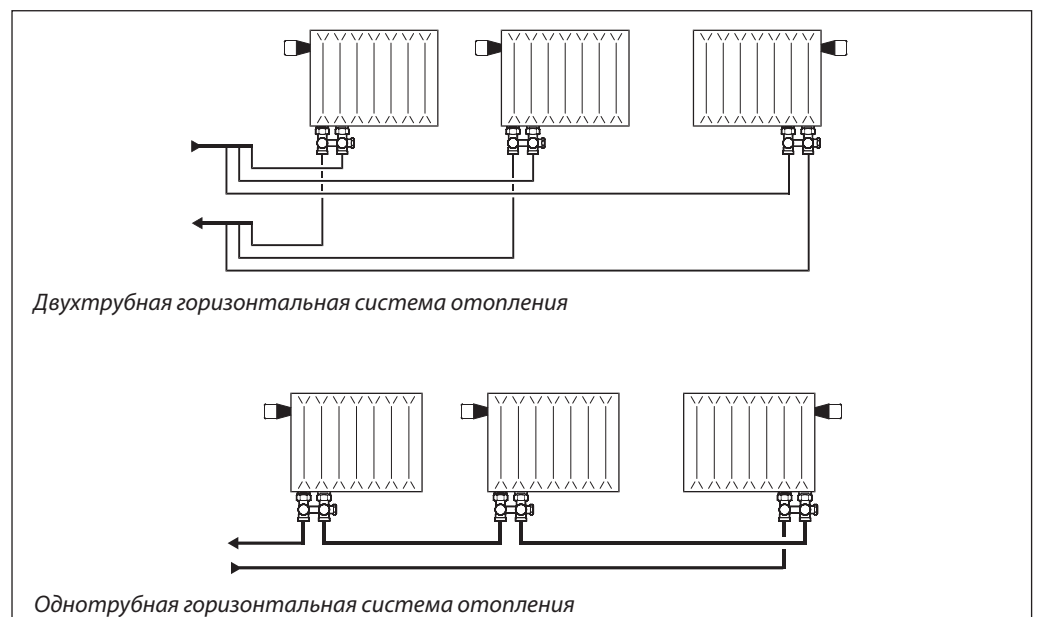 Двухтрубная горизонтальная система отопления
Однотрубная горизонтальная система отопления